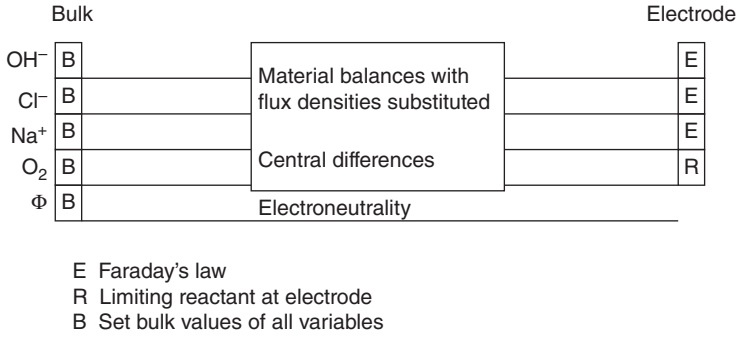 Bulk Electrode
OH⁻ B E
Material balances with
flux densities substituted
Cl⁻ B E
Na⁺ B E
O₂ B Central differences R
Φ B Electroneutrality
E Faraday's law
R Limiting reactant at electrode
B Set bulk values of all variables